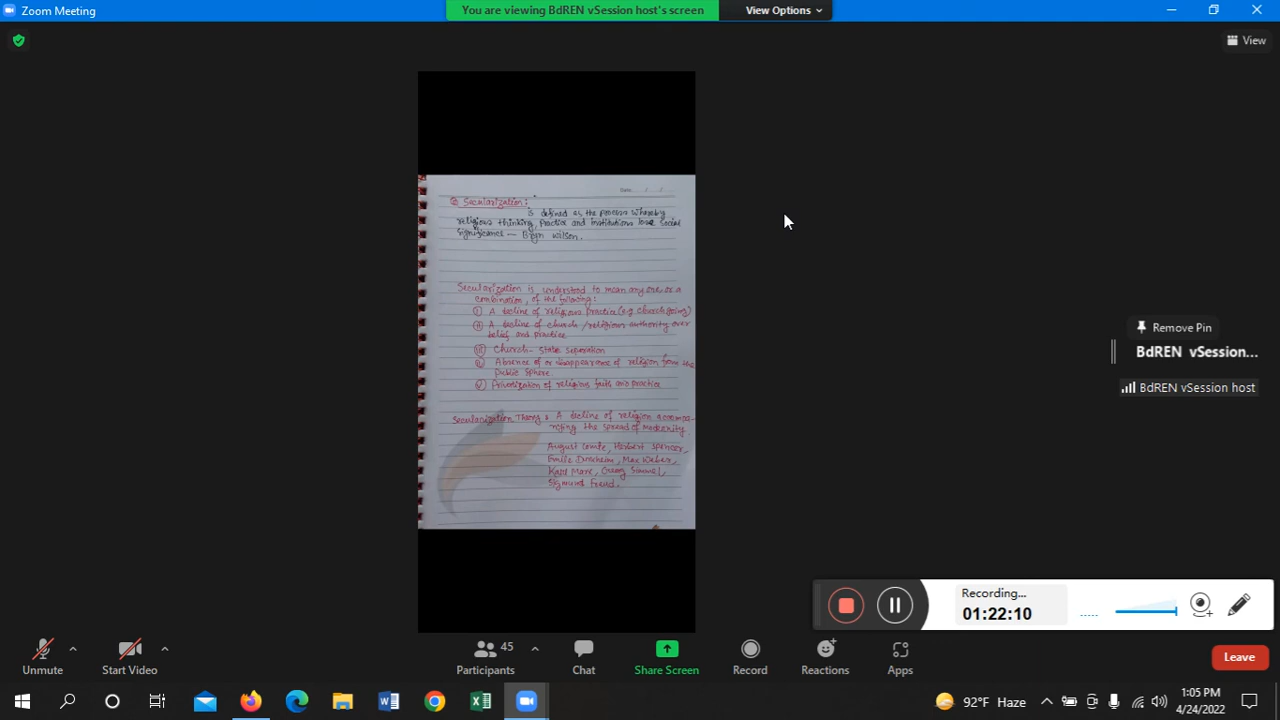 Zoom Meeting
You are viewing BdREN vSession host's screen
View Options
View
Date / /
Secularization:
is defined as the process whereby
religious thinking, Practice and institutions lose social
significance — Bryan Wilson.
Secularization is understood to mean any one or a
combination, of the following:
(i) A decline of religious practice (e.g church going)
(ii) A decline of church / religious authority over
belief and practice
(iii) Church - state separation
Absence of or disappearance of religion from the
public sphere.
(v) Privatization of religious faith and practice
Secularization Theory: A decline of religion
the spread of modernity.
August Comte, Herbert Spencer,
Emile Durkheim, Max Weber,
Karl Marx, Georg Simmel,
Sigmund Freud.
Remove Pin
BdREN vSession...
BdREN vSession host
Recording...
01:22:10
Unmute
Start Video
45
Participants
Chat
Share Screen
Record
Reactions
Apps
Leave
92°F Haze
1:05 PM
4/24/2022